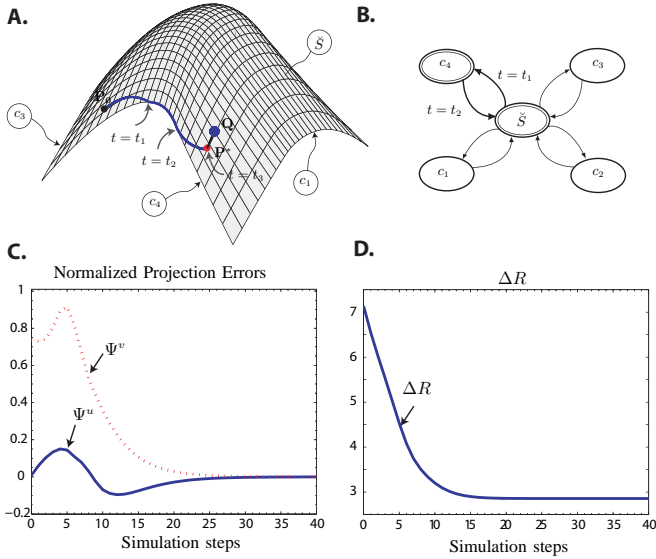 A.
Š
P₀
c₃
t = t₁
t = t₂
Q
P*
t = t₃
c₄
c₁
B.
c₄
t = t₁
c₃
t = t₂
Š
c₁
c₂
C.
Normalized Projection Errors
1
0.8
0.6
0.4
0.2
0
−0.2
Ψᵛ
Ψᵘ
0 5 10 15 20 25 30 35 40
Simulation steps
D.
ΔR
7
6
5
4
3
ΔR
0 5 10 15 20 25 30 35 40
Simulation steps